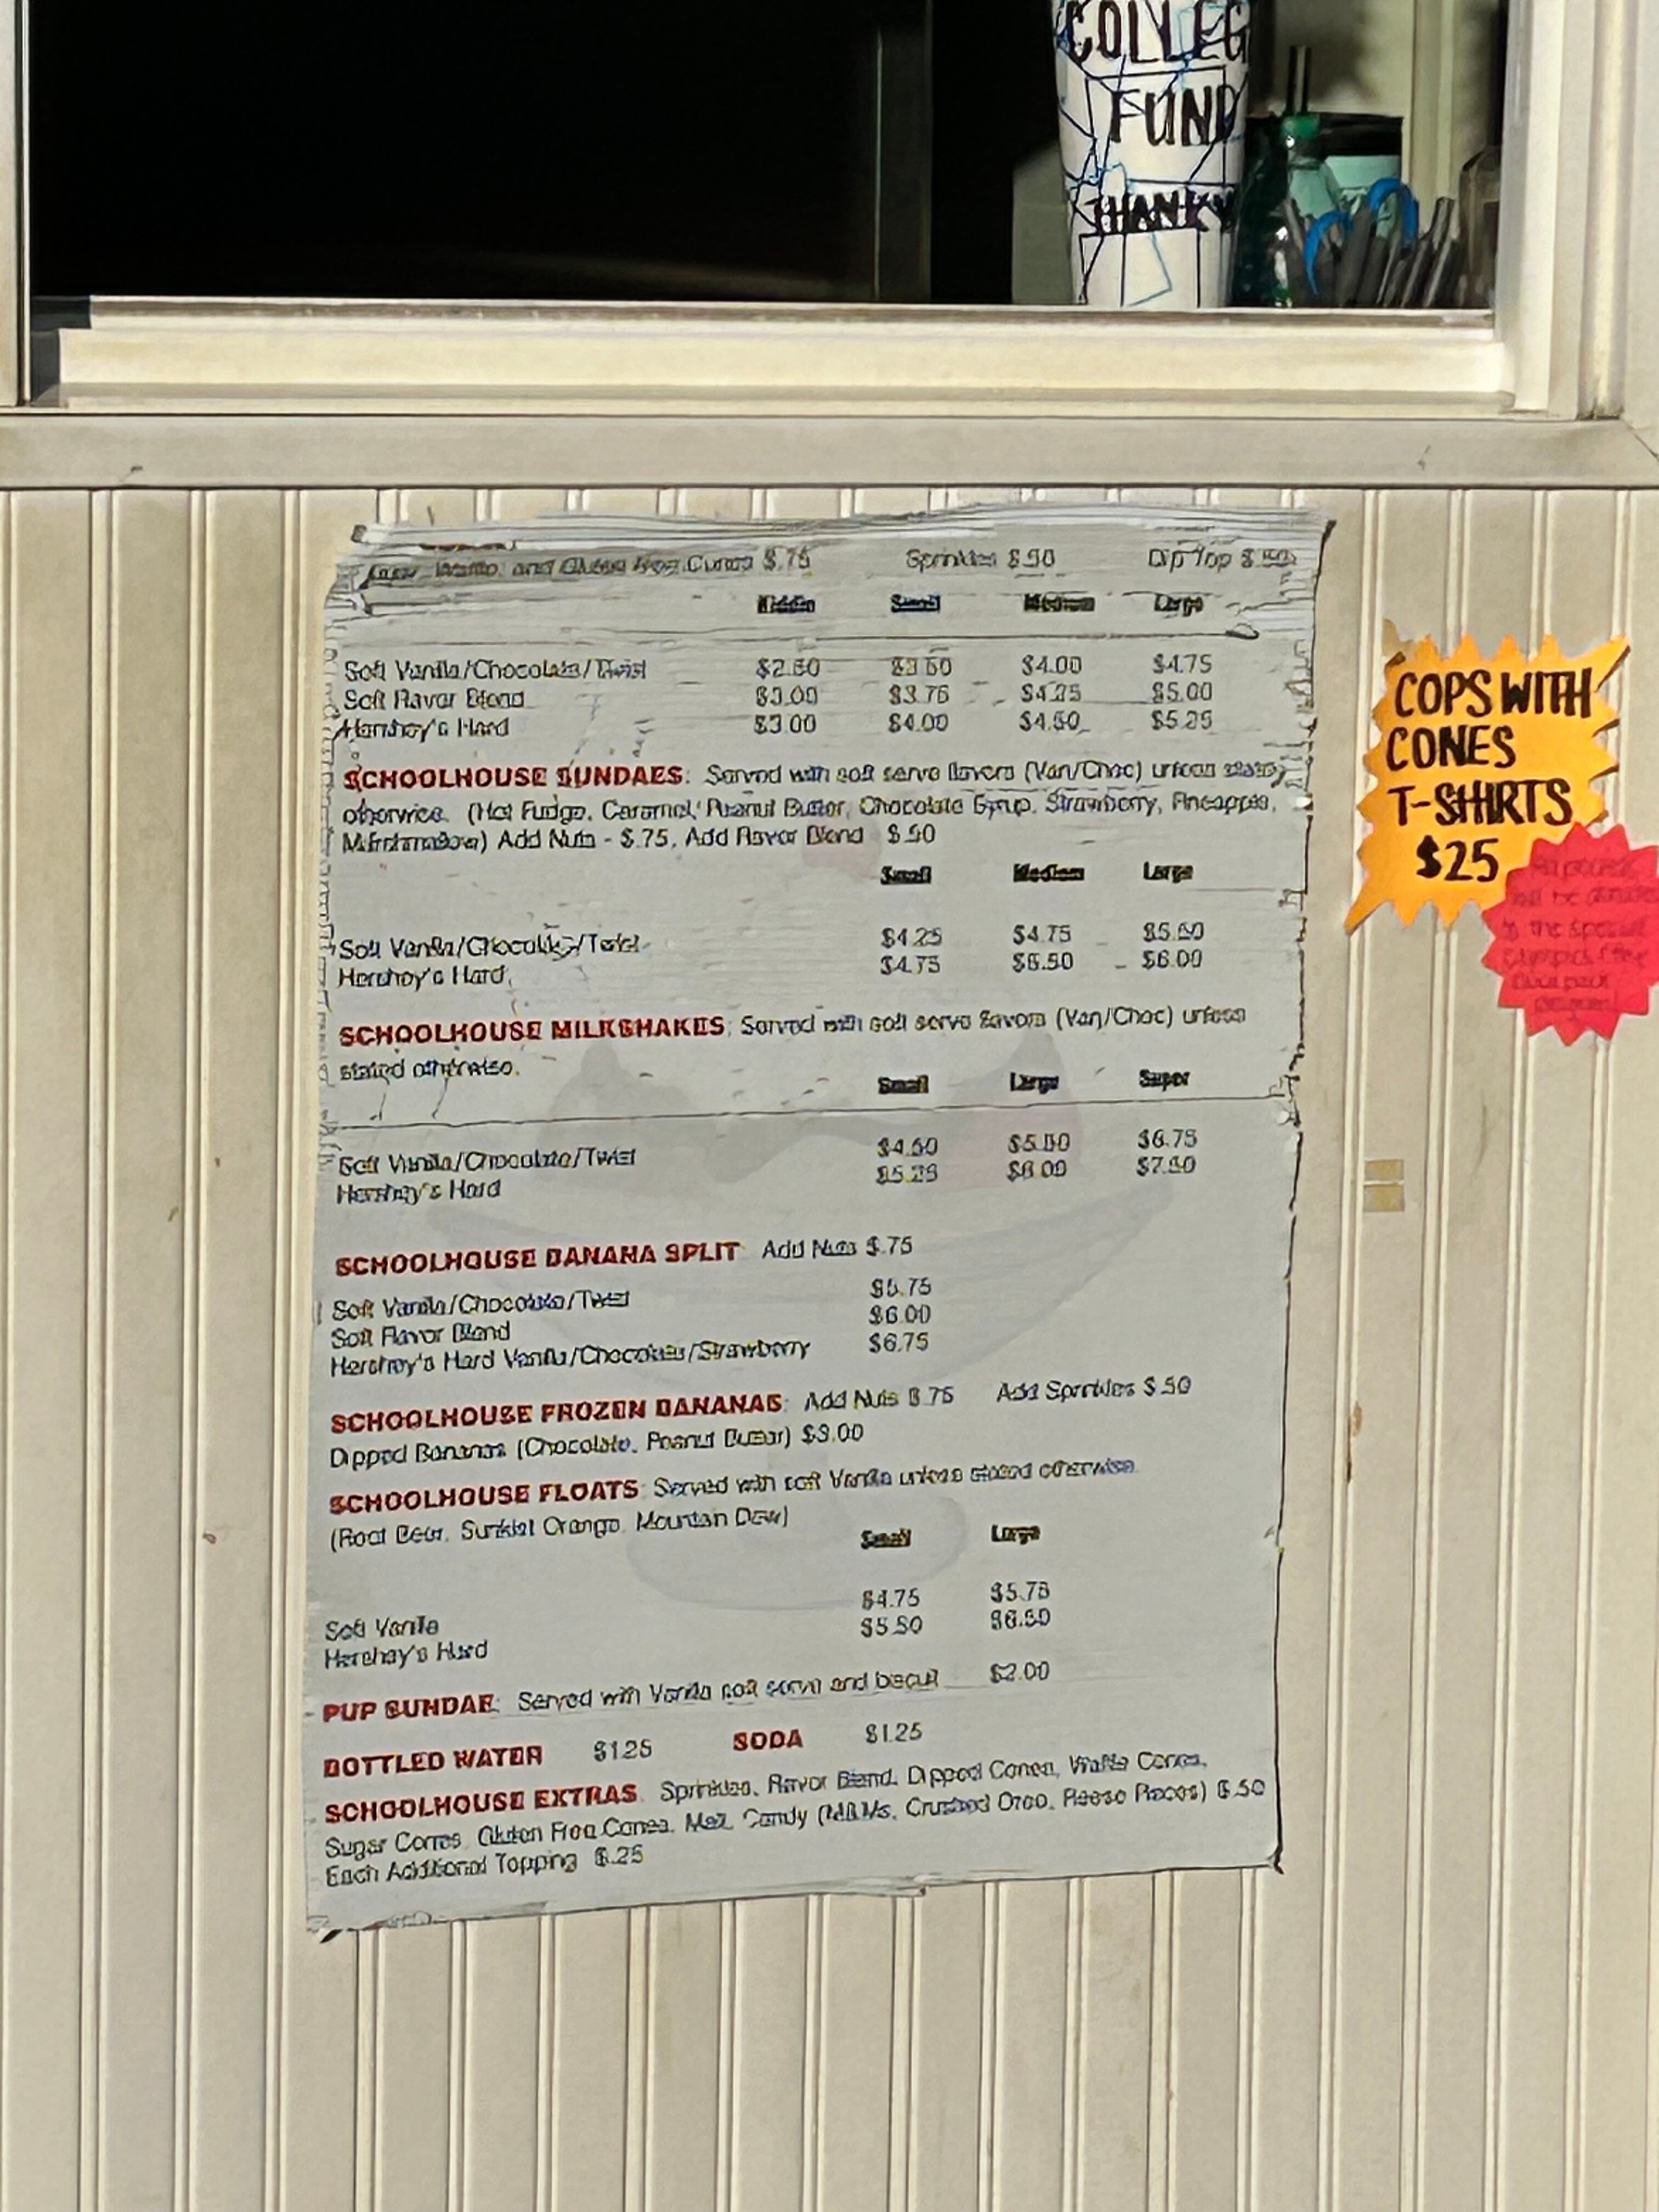 COLLEG
FUND
THANK Y
and Gluten Free Cones $.75 Sprinkles $.50 Dip Top $.50
Kiddie Small Medium Large
Soft Vanilla/Chocolate/Twist $2.50 $3.50 $4.00 $4.75
Soft Flavor Blend $3.00 $3.75 $4.25 $5.00
Hershey's Hard $3.00 $4.00 $4.50 $5.25
SCHOOLHOUSE SUNDAES: Served with soft serve flavors (Van/Choc) unless stated
otherwise. (Hot Fudge, Caramel, Peanut Butter, Chocolate Syrup, Strawberry, Pineapple,
Marshmallow) Add Nuts - $.75, Add Flavor Blend $.50
Small Medium Large
Soft Vanilla/Chocolate/Twist $4.25 $4.75 $5.50
Hershey's Hard $4.75 $5.50 $6.00
SCHOOLHOUSE MILKSHAKES: Served with soft serve flavors (Van/Choc) unless
stated otherwise.
Small Large Super
Soft Vanilla/Chocolate/Twist $4.50 $5.50 $6.75
Hershey's Hard $5.25 $6.00 $7.50
SCHOOLHOUSE BANANA SPLIT Add Nuts $.75
Soft Vanilla/Chocolate/Twist $5.75
Soft Flavor Blend $6.00
Hershey's Hard Vanilla/Chocolate/Strawberry $6.75
SCHOOLHOUSE FROZEN BANANAS: Add Nuts $.75 Add Sprinkles $.50
Dipped Bananas (Chocolate, Peanut Butter) $3.00
SCHOOLHOUSE FLOATS: Served with soft Vanilla unless stated otherwise.
(Root Beer, Sunkist Orange, Mountain Dew)
Small Large
Soft Vanilla $4.75 $5.75
Hershey's Hard $5.50 $6.50
PUP SUNDAE: Served with Vanilla soft serve and biscuit $2.00
BOTTLED WATER $1.25 SODA $1.25
SCHOOLHOUSE EXTRAS Sprinkles, Flavor Blend, Dipped Cones, Waffle Cones,
Sugar Cones, Gluten Free Cones, Malt, Candy (M&Ms, Crushed Oreo, Reese Pieces) $.50
Each Additional Topping $.25
COPS WITH
CONES
T-SHIRTS
$25
will be donated
to the special